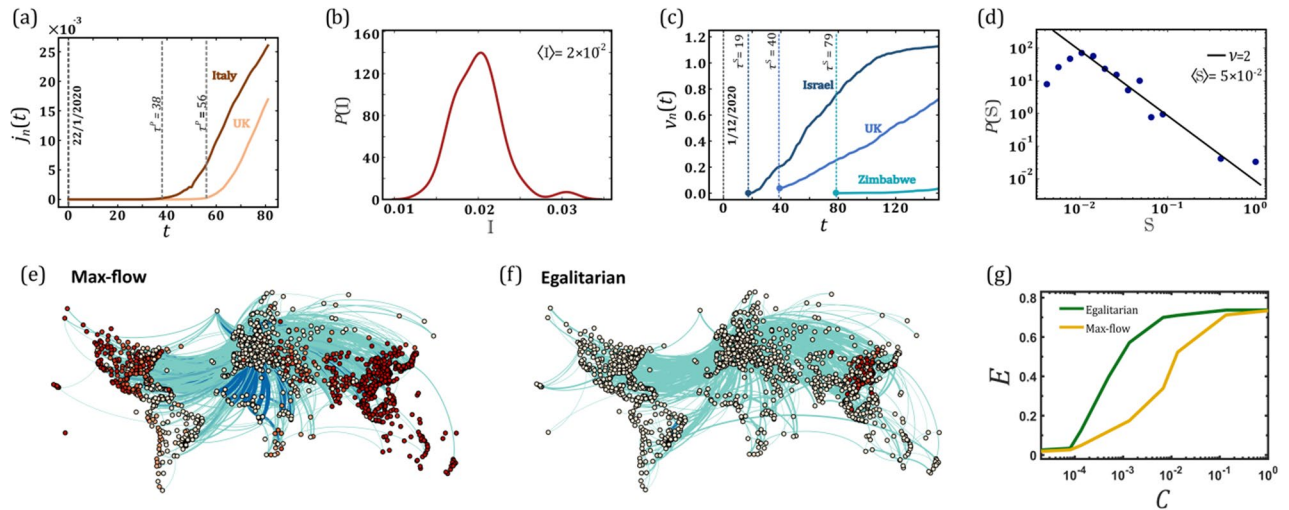 (a)
×10⁻³
25
20
15
10
5
0
jₙ(t)
22/1/2020
τᴾ = 38
τᴾ = 56
Italy
UK
0 20 40 60 80
t
(b)
160
120
80
40
0
P(I)
⟨I⟩= 2×10⁻²
0.01 0.02 0.03
I
(c)
1.2
1.0
0.8
0.6
0.4
0.2
0.0
vₙ(t)
1/12/2020
τˢ = 19
τˢ = 40
τˢ = 79
Israel
UK
Zimbabwe
0 40 80 120
t
(d)
10²
10¹
10⁰
10⁻¹
10⁻²
P(S)
ν=2
⟨S⟩= 5×10⁻²
10⁻² 10⁻¹ 10⁰
S
(e) Max-flow
(f) Egalitarian
(g)
0.8
0.6
0.4
0.2
0
E
Egalitarian
Max-flow
10⁻⁴ 10⁻³ 10⁻² 10⁻¹ 10⁰
C